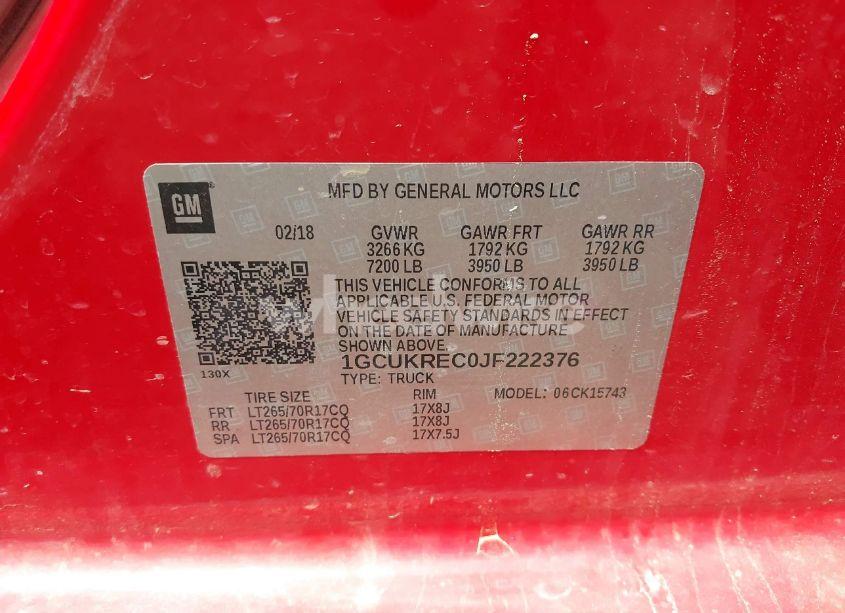 GM
MFD BY GENERAL MOTORS LLC
02/18 GVWR GAWR FRT GAWR RR
3266 KG 1792 KG 1792 KG
7200 LB 3950 LB 3950 LB
THIS VEHICLE CONFORMS TO ALL
APPLICABLE U.S. FEDERAL MOTOR
VEHICLE SAFETY STANDARDS IN EFFECT
ON THE DATE OF MANUFACTURE
SHOWN ABOVE.
1GCUKREC0JF222376
130X
TYPE: TRUCK MODEL: 06CK15743
TIRE SIZE RIM
FRT LT265/70R17CQ 17X8J
RR LT265/70R17CQ 17X8J
SPA LT265/70R17CQ 17X7.5J